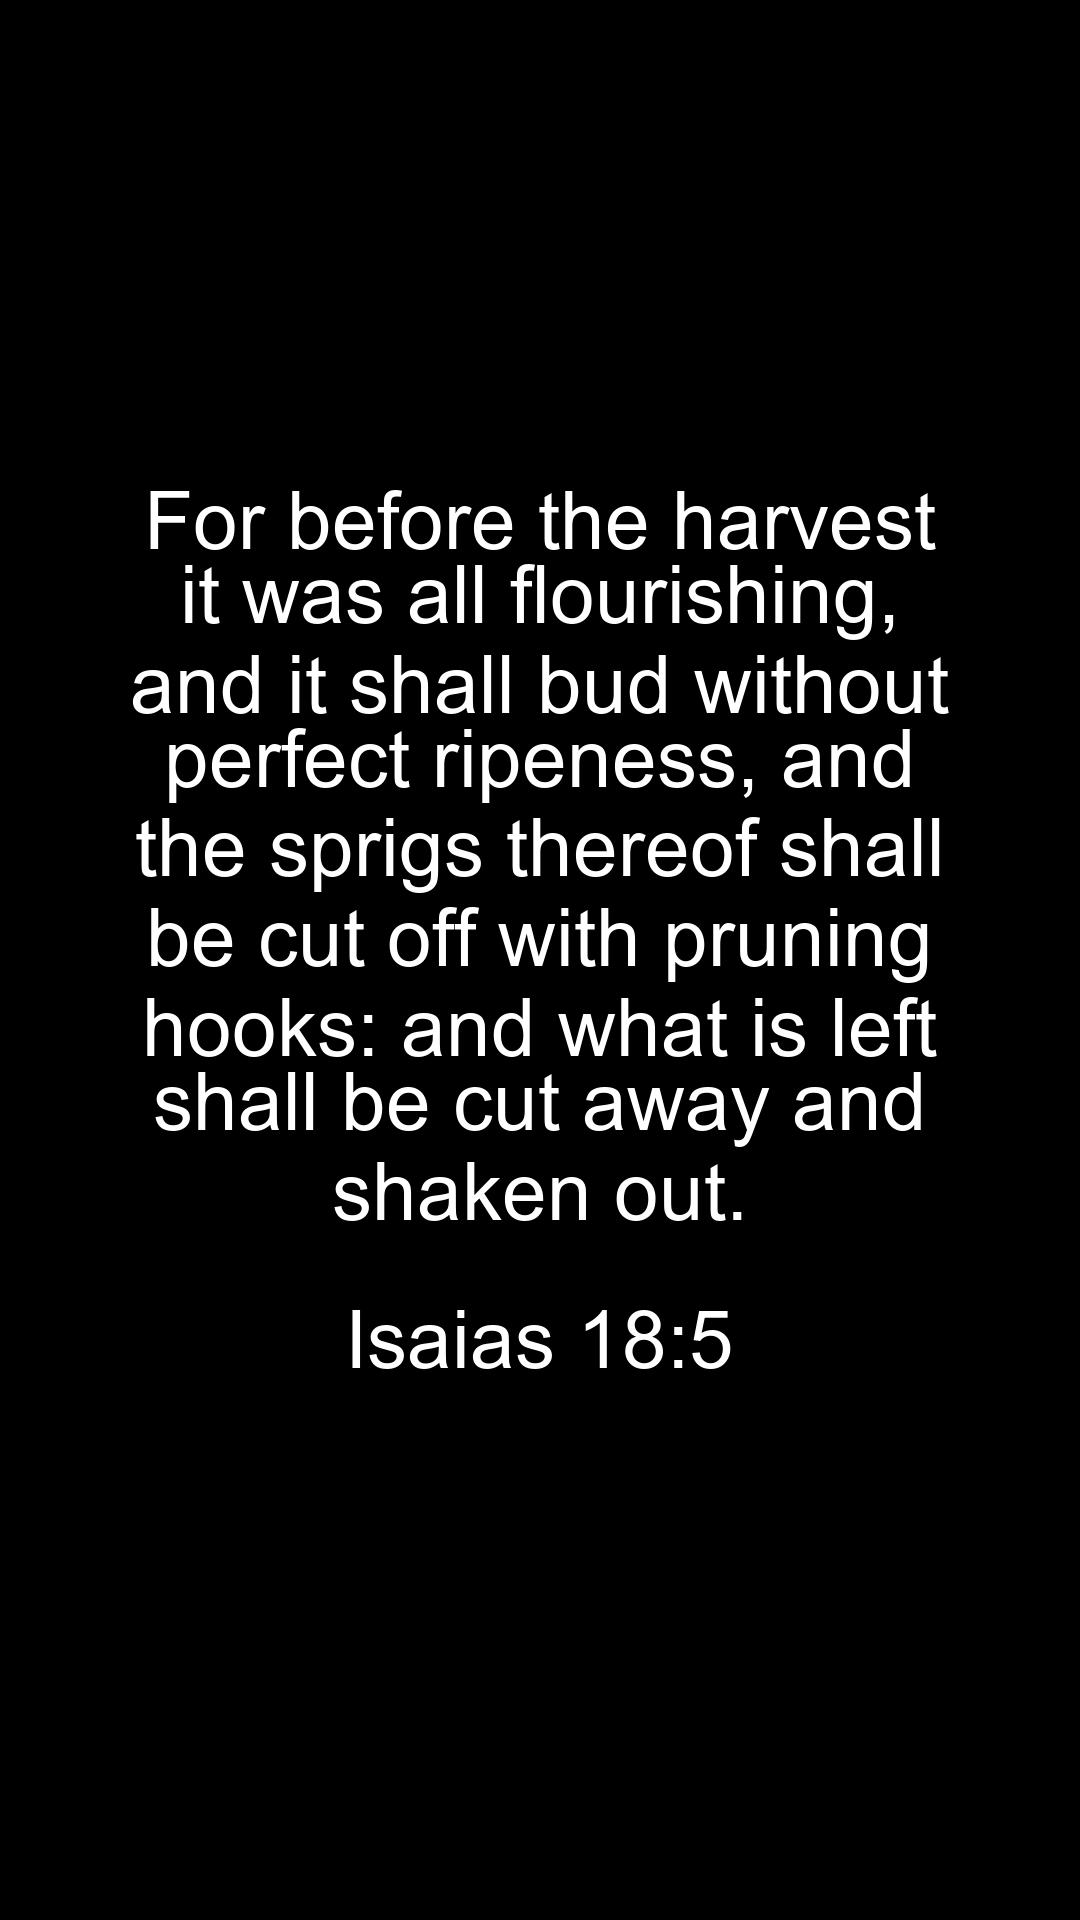 For before the harvest
it was all flourishing,
and it shall bud without
perfect ripeness, and
the sprigs thereof shall
be cut off with pruning
hooks: and what is left
shall be cut away and
shaken out.
Isaias 18:5